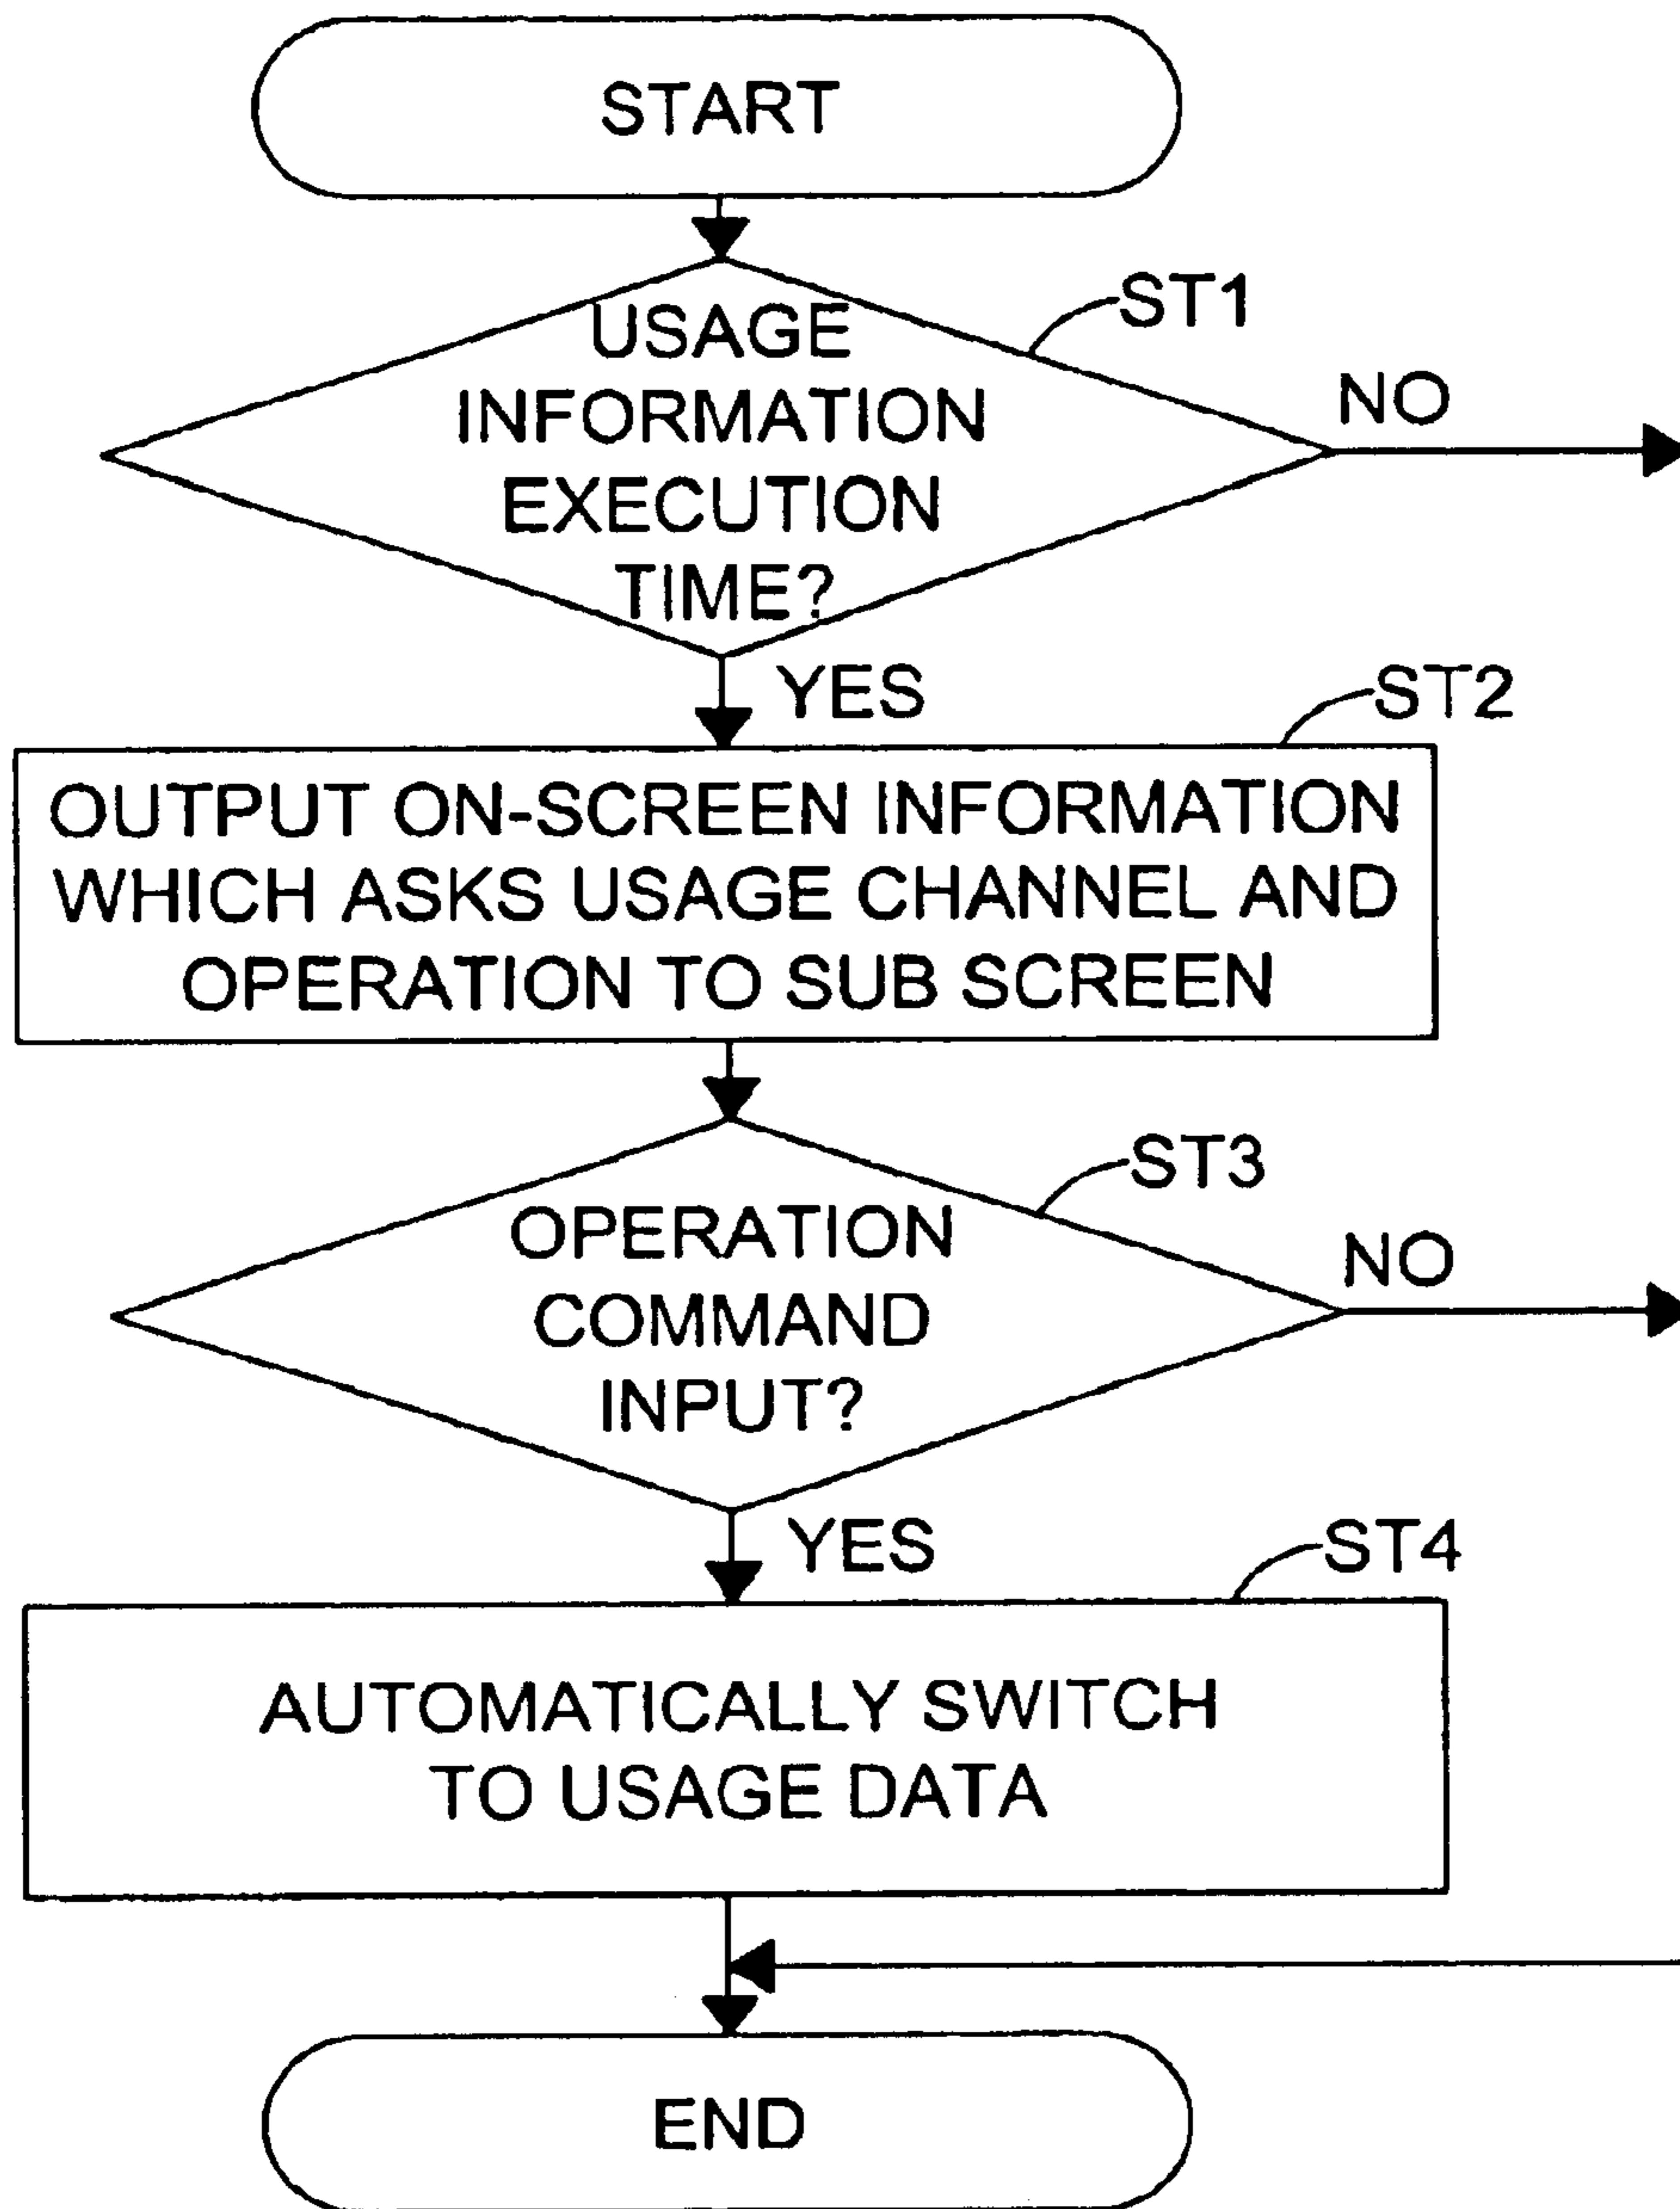 START
ST1
USAGE
INFORMATION
EXECUTION
TIME?
NO
YES
ST2
OUTPUT ON-SCREEN INFORMATION
WHICH ASKS USAGE CHANNEL AND
OPERATION TO SUB SCREEN
ST3
OPERATION
COMMAND
INPUT?
NO
YES
ST4
AUTOMATICALLY SWITCH
TO USAGE DATA
END